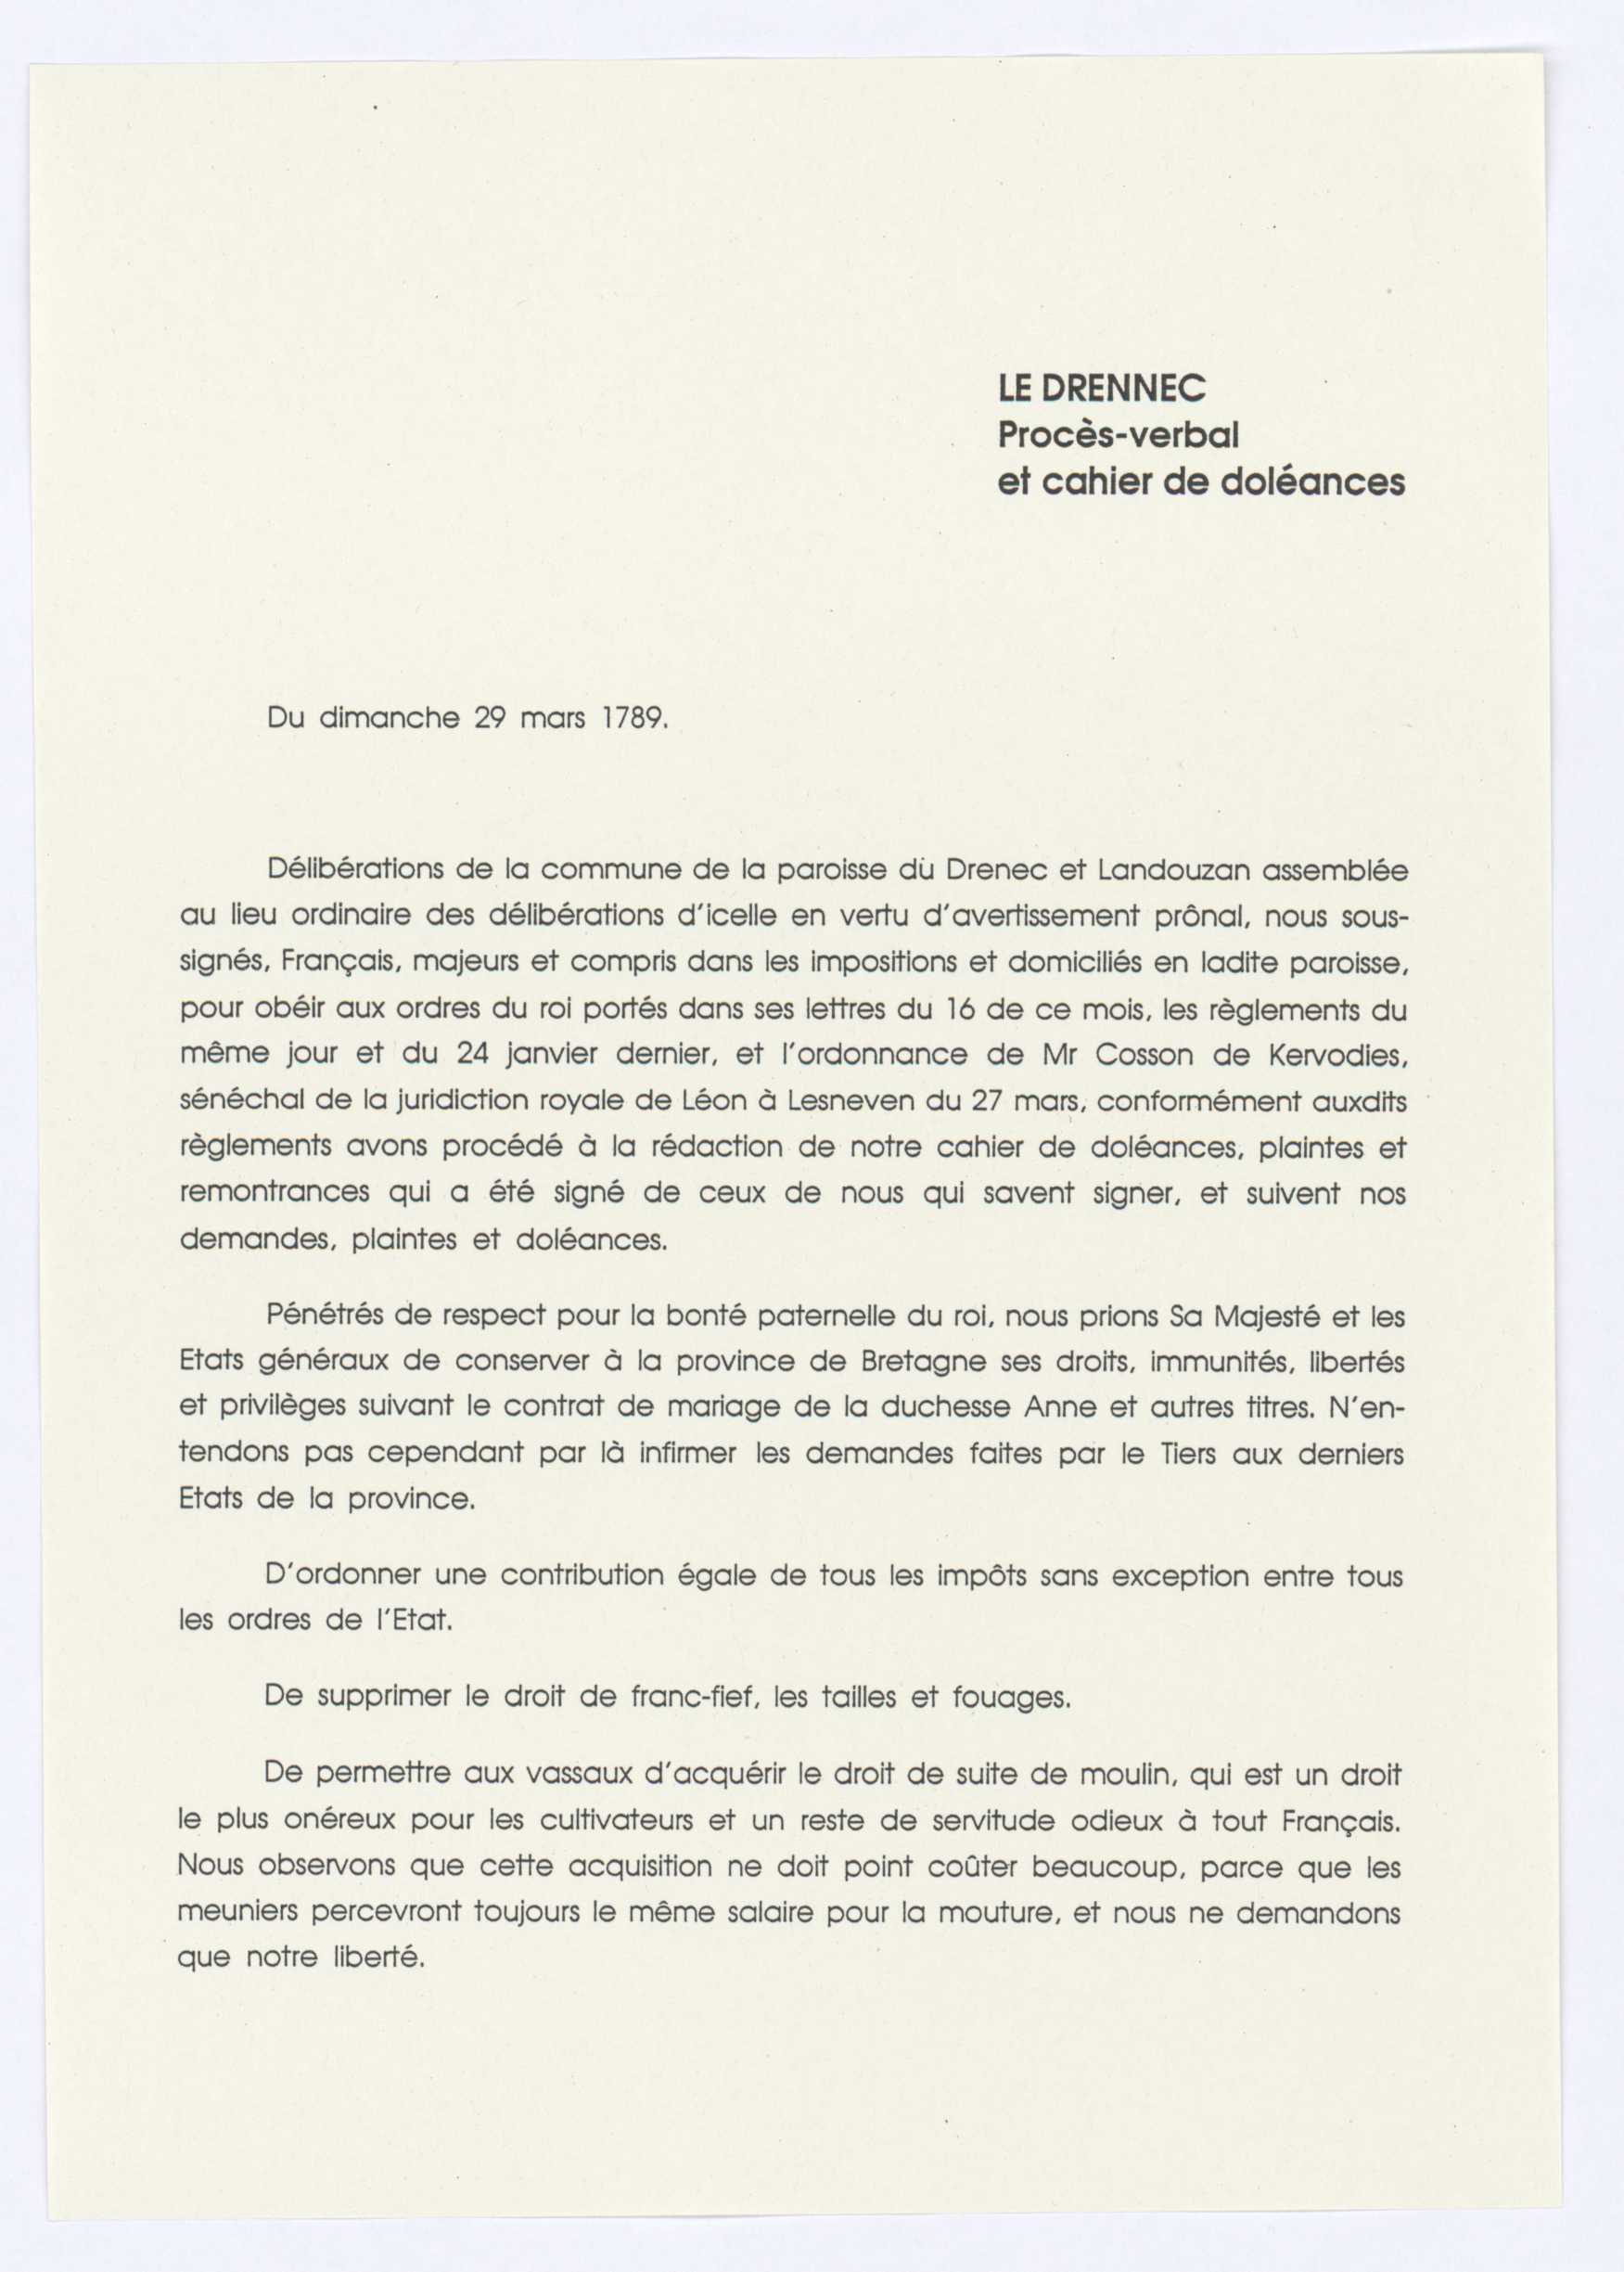 LE DRENNEC
Procès-verbal
et cahier de doléances
Du dimanche 29 mars 1789.
Délibérations de la commune de la paroisse du Drenec et Landouzan assemblée
au lieu ordinaire des délibérations d'icelle en vertu d'avertissement prônal, nous sous-
signés, Français, majeurs et compris dans les impositions et domiciliés en ladite paroisse,
pour obéir aux ordres du roi portés dans ses lettres du 16 de ce mois, les règlements du
même jour et du 24 janvier dernier, et l'ordonnance de Mr Cosson de Kervodies,
sénéchal de la juridiction royale de Léon à Lesneven du 27 mars, conformément auxdits
règlements avons procédé à la rédaction de notre cahier de doléances, plaintes et
remontrances qui a été signé de ceux de nous qui savent signer, et suivent nos
demandes, plaintes et doléances.
Pénétrés de respect pour la bonté paternelle du roi, nous prions Sa Majesté et les
Etats généraux de conserver à la province de Bretagne ses droits, immunités, libertés
et privilèges suivant le contrat de mariage de la duchesse Anne et autres titres. N'en-
tendons pas cependant par là infirmer les demandes faites par le Tiers aux derniers
Etats de la province.
D'ordonner une contribution égale de tous les impôts sans exception entre tous
les ordres de l'Etat.
De supprimer le droit de franc-fief, les tailles et fouages.
De permettre aux vassaux d'acquérir le droit de suite de moulin, qui est un droit
le plus onéreux pour les cultivateurs et un reste de servitude odieux à tout Français.
Nous observons que cette acquisition ne doit point coûter beaucoup, parce que les
meuniers percevront toujours le même salaire pour la mouture, et nous ne demandons
que notre liberté.